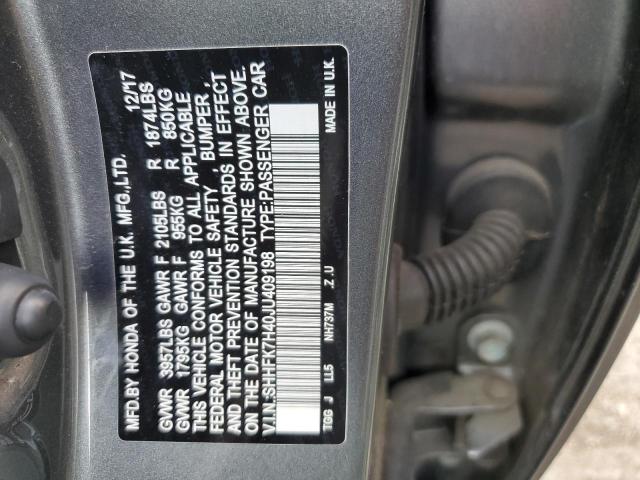 MFD.BY HONDA OF THE U.K. MFG.,LTD. 12/17
GVWR 3957LBS GAWR F 2105LBS R 1874LBS
GVWR 1795KG GAWR F 955KG R 850KG
THIS VEHICLE CONFORMS TO ALL APPLICABLE
FEDERAL MOTOR VEHICLE SAFETY , BUMPER ,
AND THEFT PREVENTION STANDARDS IN EFFECT
ON THE DATE OF MANUFACTURE SHOWN ABOVE.
V.I.N:SHHFK7H40JU409198 TYPE:PASSENGER CAR
TGG J LL5 NH737M Z.U MADE IN U.K.